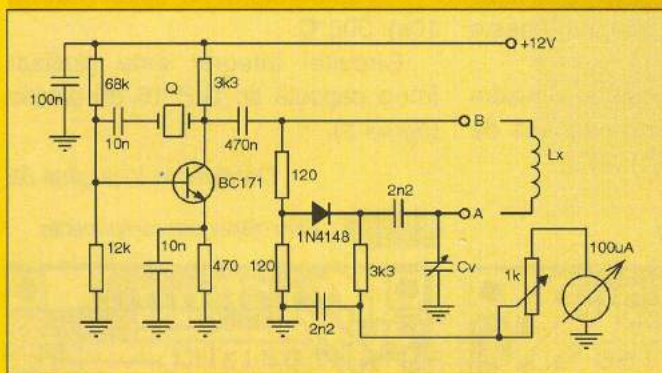 +12V
68k
3k3
100n
Q
10n
470n
B
BC171
120
Lx
2n2
1N4148
A
12k
10n
470
120
3k3
Cv
1k
100uA
2n2